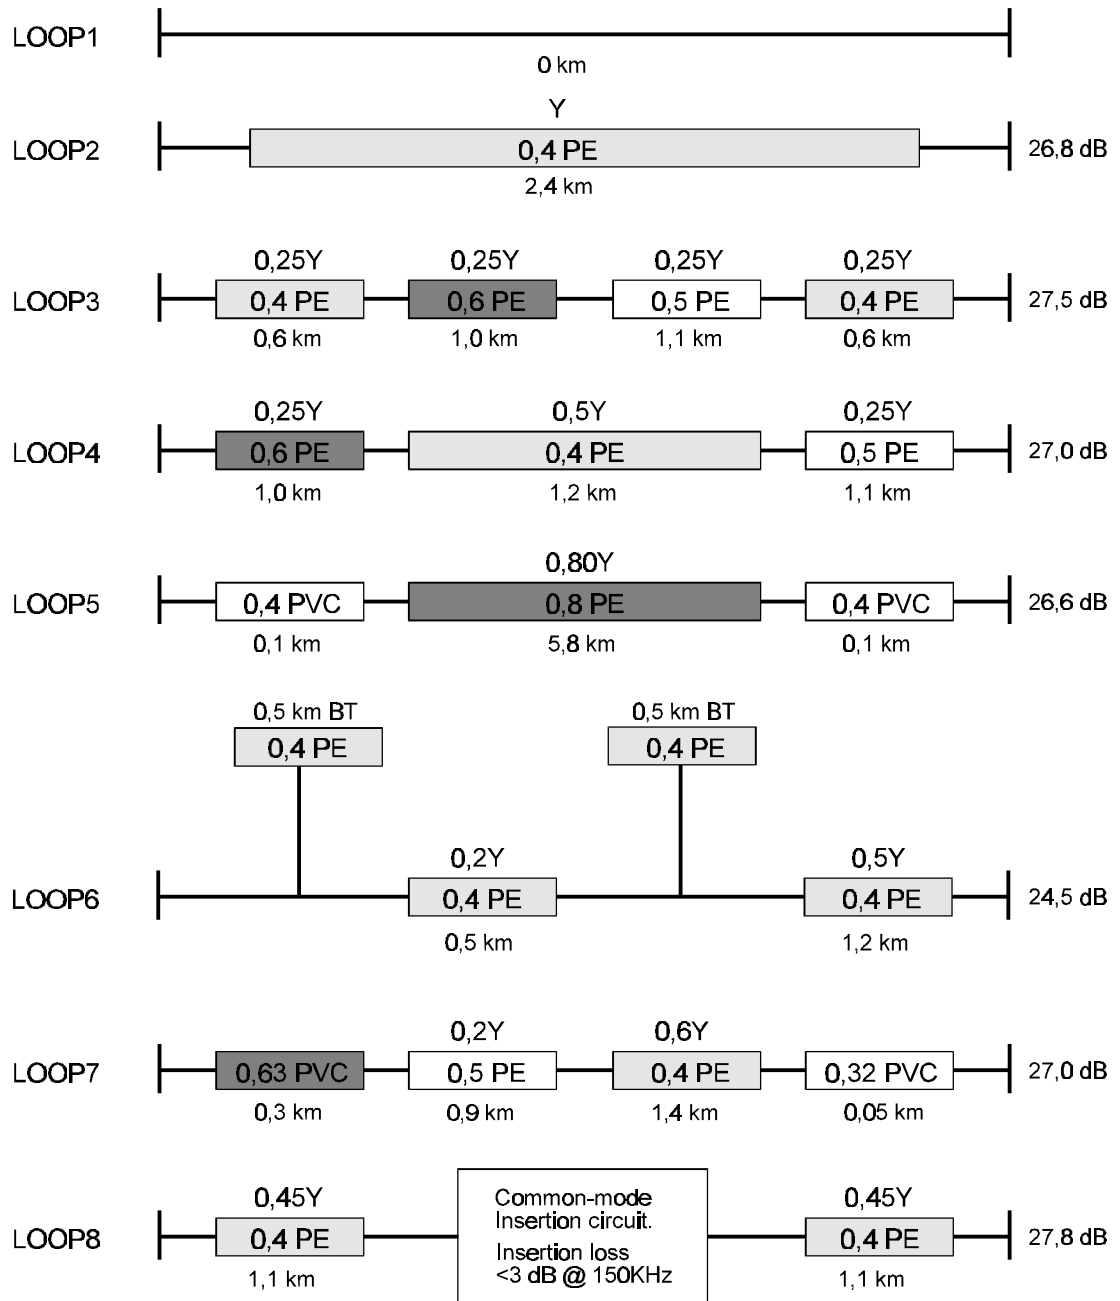 LOOP1
0 km
Y
LOOP2 0,4 PE 26,8 dB
2,4 km
0,25Y 0,25Y 0,25Y 0,25Y
LOOP3 0,4 PE 0,6 PE 0,5 PE 0,4 PE 27,5 dB
0,6 km 1,0 km 1,1 km 0,6 km
0,25Y 0,5Y 0,25Y
LOOP4 0,6 PE 0,4 PE 0,5 PE 27,0 dB
1,0 km 1,2 km 1,1 km
0,80Y
LOOP5 0,4 PVC 0,8 PE 0,4 PVC 26,6 dB
0,1 km 5,8 km 0,1 km
0,5 km BT 0,5 km BT
0,4 PE 0,4 PE
0,2Y 0,5Y
LOOP6 0,4 PE 0,4 PE 24,5 dB
0,5 km 1,2 km
0,2Y 0,6Y
LOOP7 0,63 PVC 0,5 PE 0,4 PE 0,32 PVC 27,0 dB
0,3 km 0,9 km 1,4 km 0,05 km
0,45Y 0,45Y
LOOP8 0,4 PE 0,4 PE 27,8 dB
1,1 km 1,1 km
Common-mode
Insertion circuit.
Insertion loss
<3 dB @ 150KHz